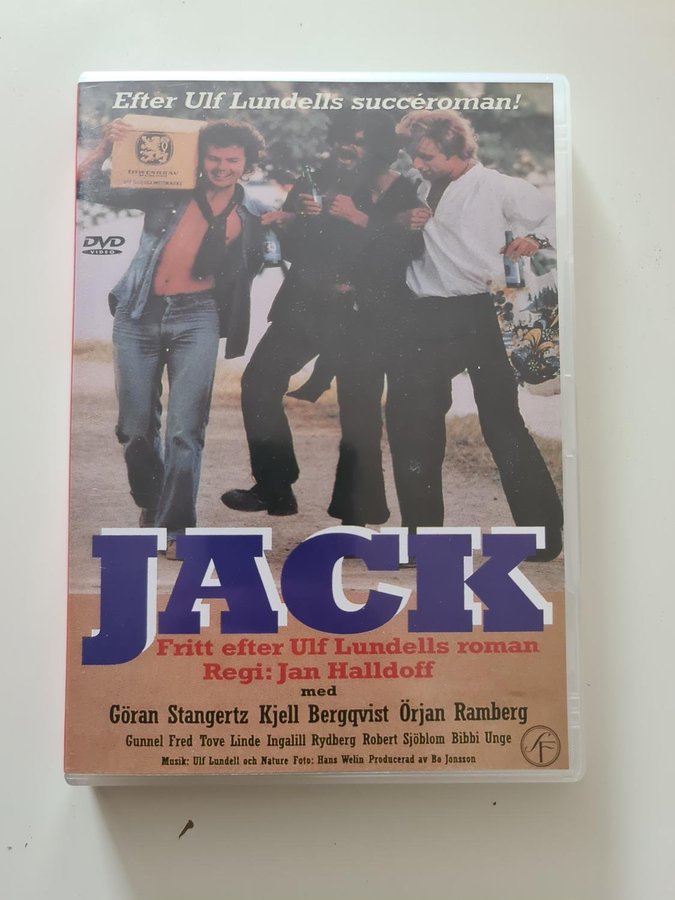 Efter Ulf Lundells succéroman!
LÖWENBRÄU
DVD
VIDEO
JACK
Fritt efter Ulf Lundells roman
Regi: Jan Halldoff
med
Göran Stangertz Kjell Bergqvist Örjan Ramberg
Gunnel Fred Tove Linde Ingalill Rydberg Robert Sjöblom Bibbi Unge
Musik: Ulf Lundell och Nature Foto: Hans Welin Producerad av Bo Jonsson
SF